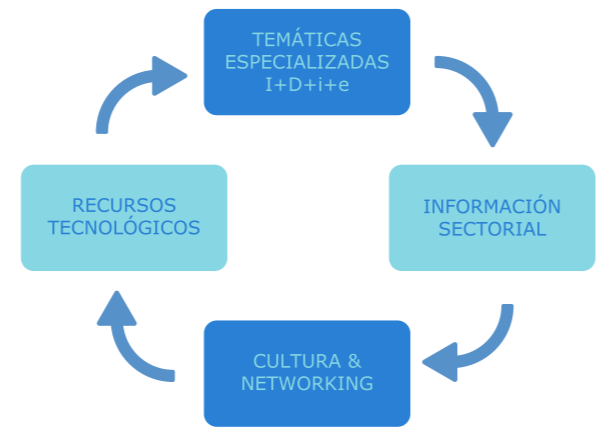 TEMÁTICAS
ESPECIALIZADAS
I+D+i+e
RECURSOS
TECNOLÓGICOS
INFORMACIÓN
SECTORIAL
CULTURA &
NETWORKING